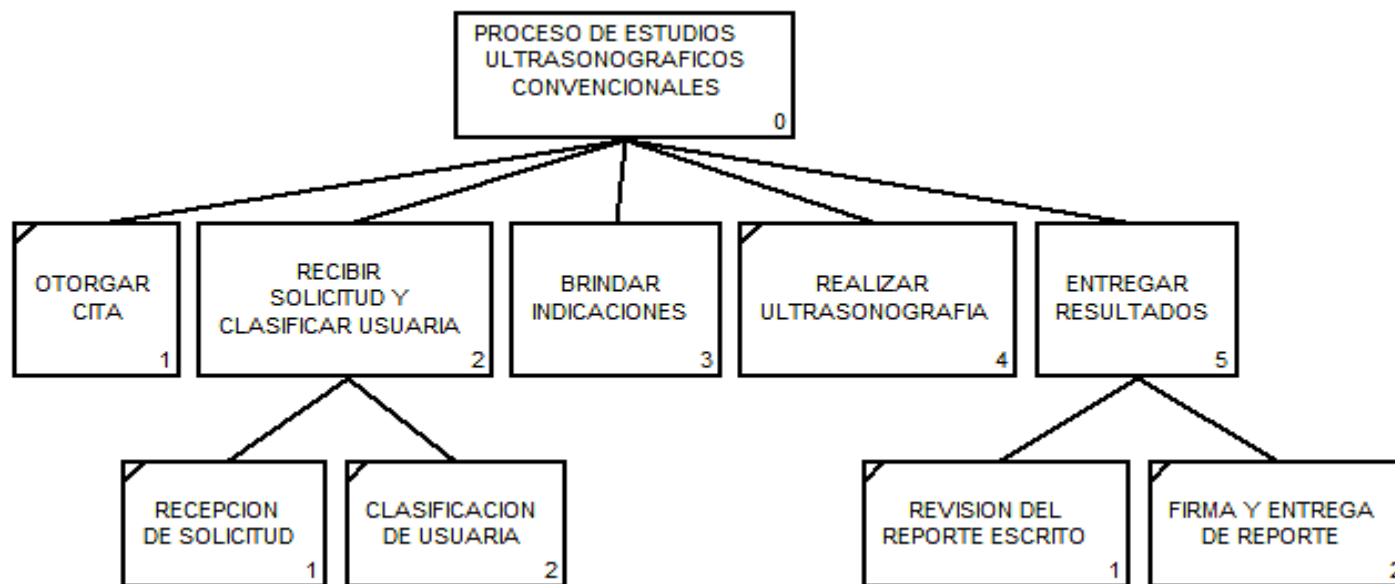 PROCESO DE ESTUDIOS
ULTRASONOGRAFICOS
CONVENCIONALES
0
OTORGAR
CITA
1
RECIBIR
SOLICITUD Y
CLASIFICAR USUARIA
2
BRINDAR
INDICACIONES
3
REALIZAR
ULTRASONOGRAFIA
4
ENTREGAR
RESULTADOS
5
RECEPCION
DE SOLICITUD
1
CLASIFICACION
DE USUARIA
2
REVISION DEL
REPORTE ESCRITO
1
FIRMA Y ENTREGA
DE REPORTE
2